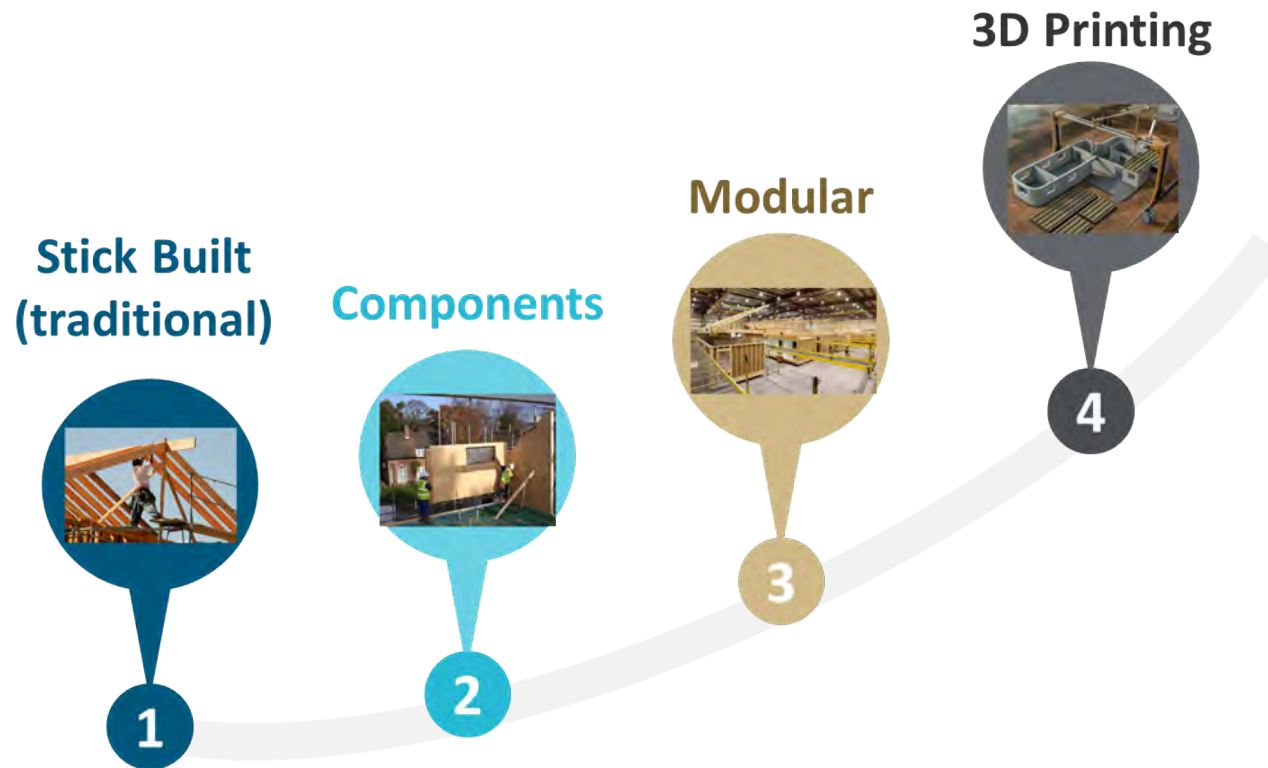 Stick Built
(traditional)
1
Components
2
Modular
3
3D Printing
4